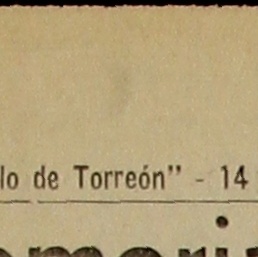 lo de Torreón" - 14